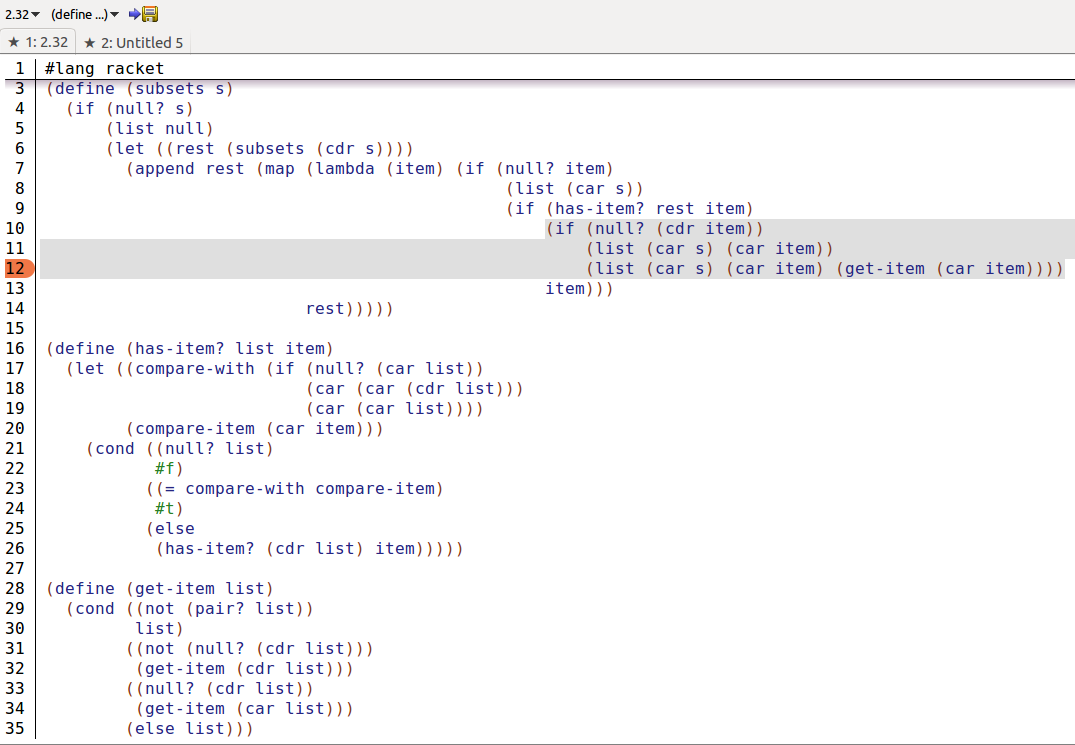 2.32 (define ...)
★ 1: 2.32 ★ 2: Untitled 5
1 #lang racket
3 (define (subsets s)
4   (if (null? s)
5       (list null)
6       (let ((rest (subsets (cdr s))))
7         (append rest (map (lambda (item) (if (null? item)
8                                               (list (car s))
9                                               (if (has-item? rest item)
10                                                  (if (null? (cdr item))
11                                                      (list (car s) (car item))
12                                                      (list (car s) (car item) (get-item (car item))))
13                                                  item)))
14                           rest)))))
15
16 (define (has-item? list item)
17   (let ((compare-with (if (null? (car list))
18                           (car (car (cdr list)))
19                           (car (car list))))
20         (compare-item (car item)))
21     (cond ((null? list)
22            #f)
23           ((= compare-with compare-item)
24            #t)
25           (else
26            (has-item? (cdr list) item)))))
27
28 (define (get-item list)
29   (cond ((not (pair? list))
30          list)
31         ((not (null? (cdr list)))
32          (get-item (cdr list)))
33         ((null? (cdr list))
34          (get-item (car list)))
35         (else list)))